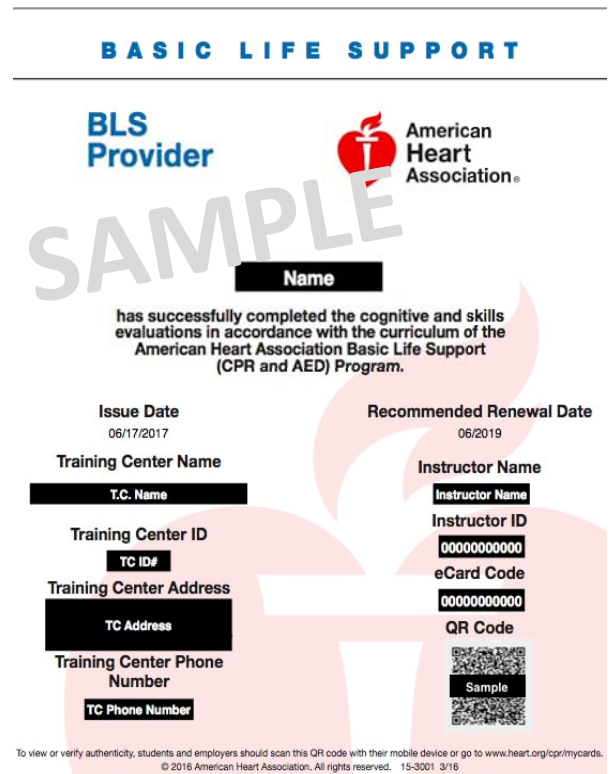 BASIC LIFE SUPPORT
BLS
Provider
American
Heart
Association®
SAMPLE
Name
has successfully completed the cognitive and skills
evaluations in accordance with the curriculum of the
American Heart Association Basic Life Support
(CPR and AED) Program.
Issue Date
06/17/2017
Training Center Name
T.C. Name
Training Center ID
TC ID#
Training Center Address
TC Address
Training Center Phone
Number
TC Phone Number
Recommended Renewal Date
06/2019
Instructor Name
Instructor Name
Instructor ID
00000000000
eCard Code
00000000000
QR Code
Sample
To view or verify authenticity, students and employers should scan this QR code with their mobile device or go to www.heart.org/cpr/mycards.
© 2016 American Heart Association. All rights reserved. 15-3001 3/16